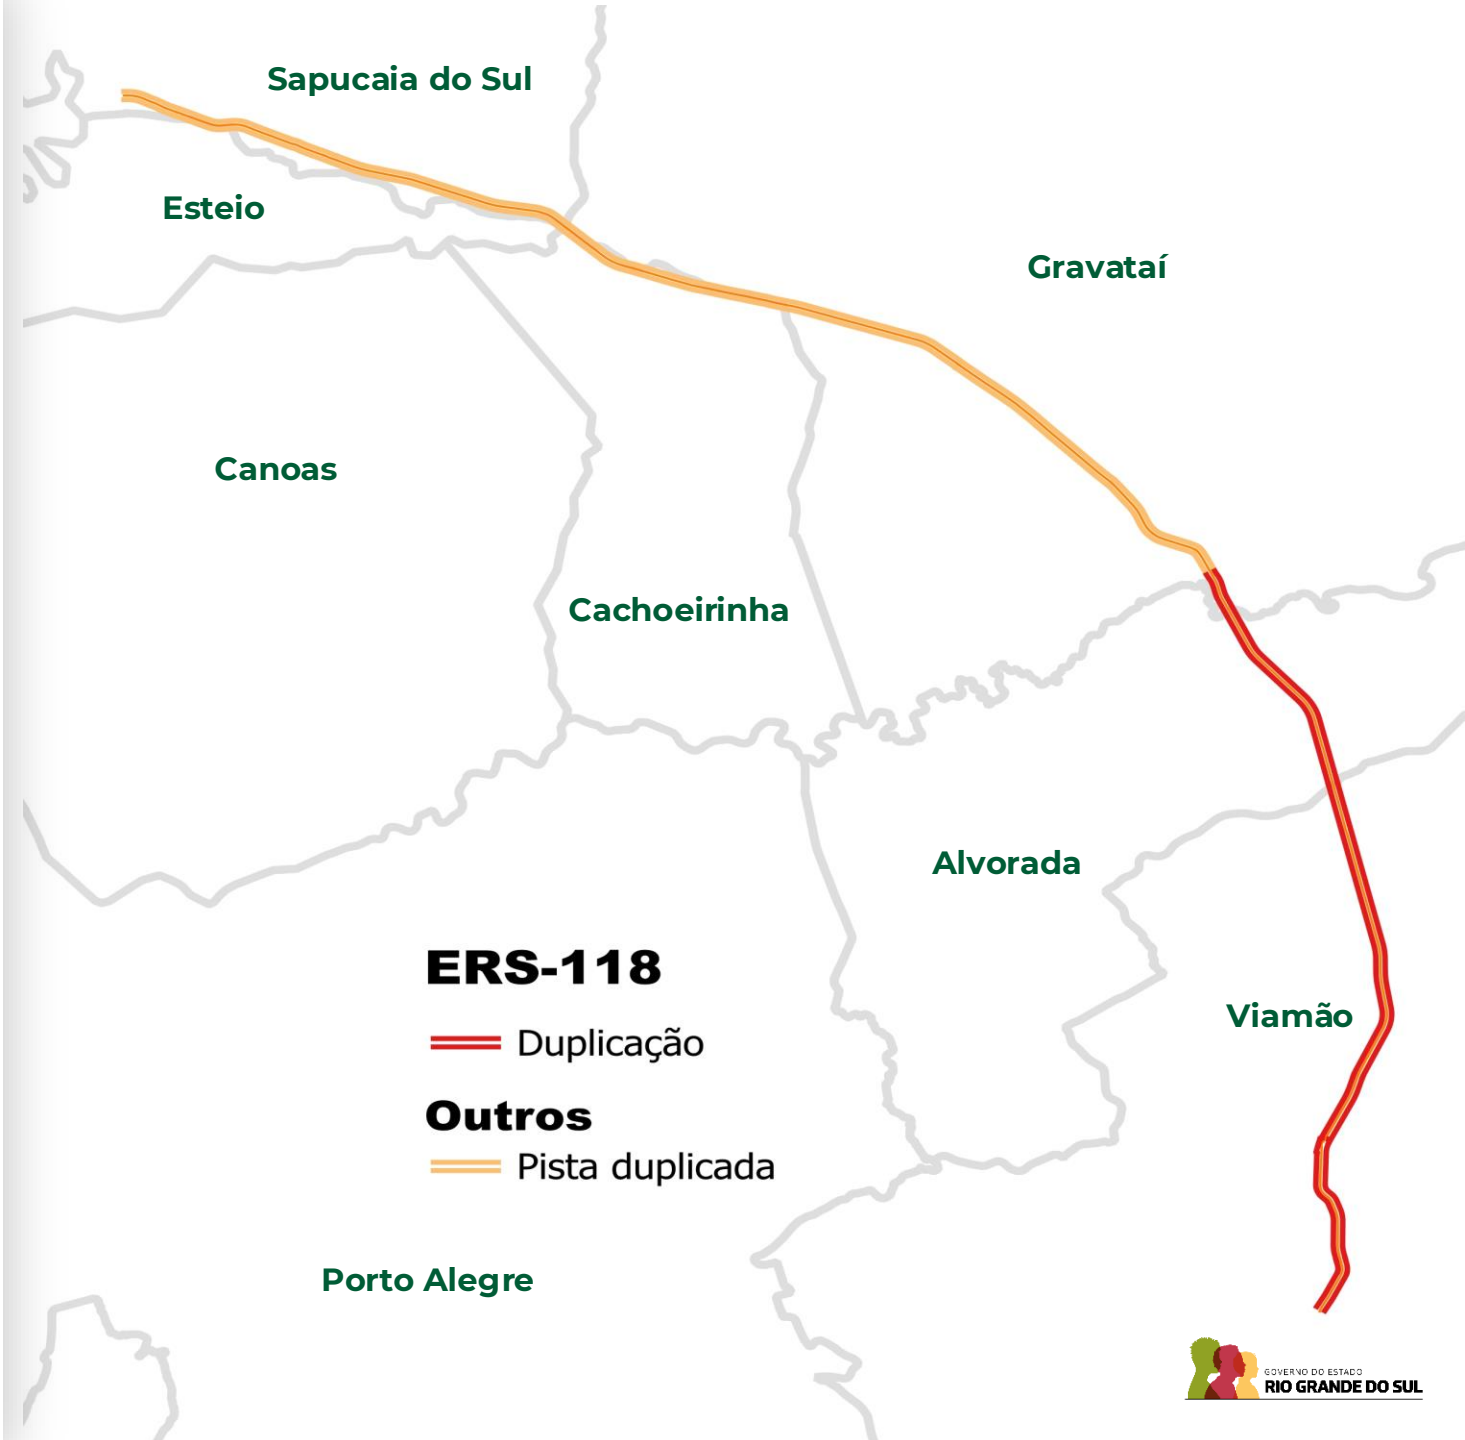 Sapucaia do Sul
Esteio
Gravataí
Canoas
Cachoeirinha
Alvorada
ERS-118
Viamão
Duplicação
Outros
Pista duplicada
Porto Alegre
GOVERNO DO ESTADO
RIO GRANDE DO SUL